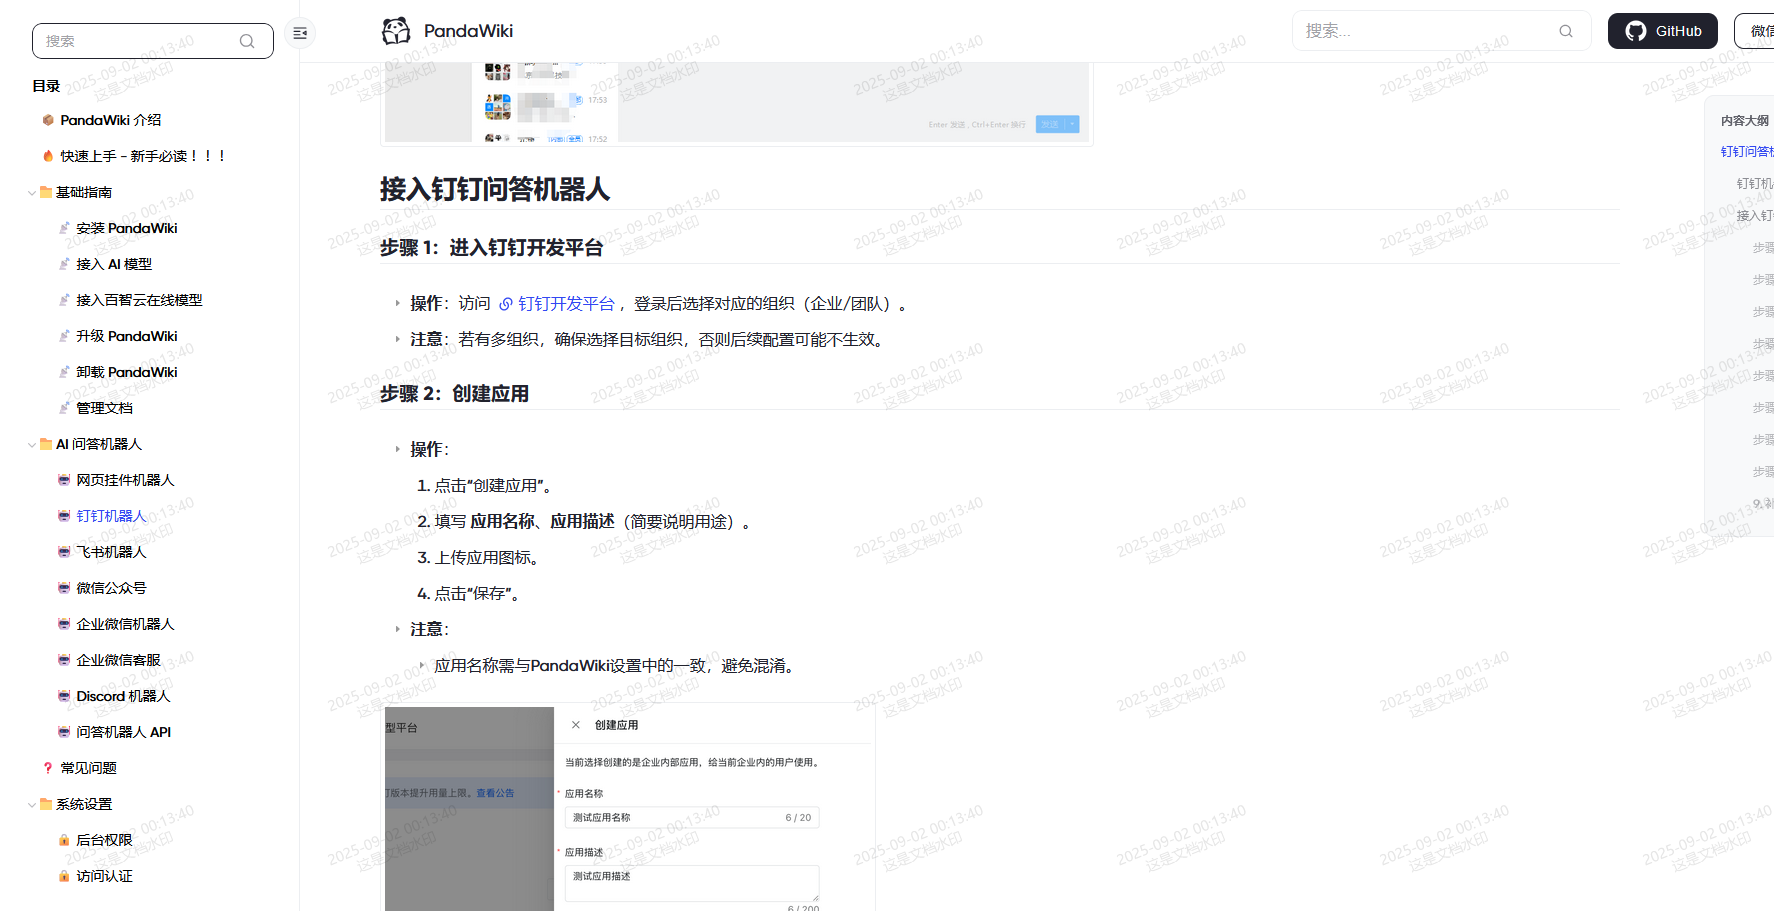 搜索
目录
PandaWiki 介绍
快速上手 - 新手必读！！！
基础指南
安装 PandaWiki
接入 AI 模型
接入百智云在线模型
升级 PandaWiki
卸载 PandaWiki
管理文档
AI 问答机器人
网页挂件机器人
钉钉机器人
飞书机器人
微信公众号
企业微信机器人
企业微信客服
Discord 机器人
问答机器人 API
常见问题
系统设置
后台权限
访问认证
PandaWiki
搜索...
GitHub
微信
17:53
17:52
Enter 发送, Ctrl+Enter 换行
发送
接入钉钉问答机器人
步骤 1：进入钉钉开发平台
操作：访问 钉钉开发平台 ，登录后选择对应的组织（企业/团队）。
注意：若有多组织，确保选择目标组织，否则后续配置可能不生效。
步骤 2：创建应用
操作：
1. 点击“创建应用”。
2. 填写 应用名称、应用描述（简要说明用途）。
3. 上传应用图标。
4. 点击“保存”。
注意：
应用名称需与PandaWiki设置中的一致，避免混淆。
型平台
钉版本提升用量上限。查看公告
创建应用
当前选择创建的是企业内部应用，给当前企业内的用户使用。
* 应用名称
测试应用名称
6 / 20
* 应用描述
测试应用描述
6 / 200
内容大纲
钉钉问答机
钉钉机
接入钉
步骤
步骤
步骤
步骤
步骤
步骤
步骤
步骤
9. 补
2025-09-02 00:13:40
这是文档水印